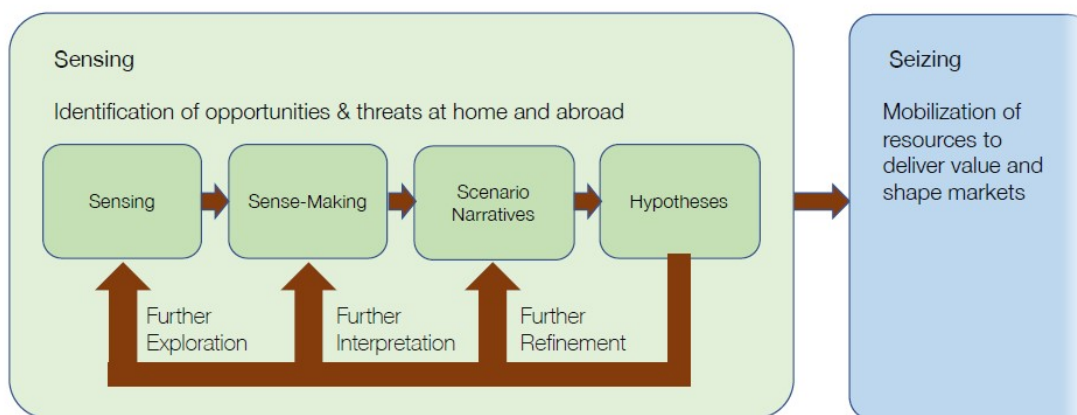 Sensing
Identification of opportunities & threats at home and abroad
Sensing
Sense-Making
Scenario
Narratives
Hypotheses
Further
Exploration
Further
Interpretation
Further
Refinement
Seizing
Mobilization of
resources to
deliver value and
shape markets